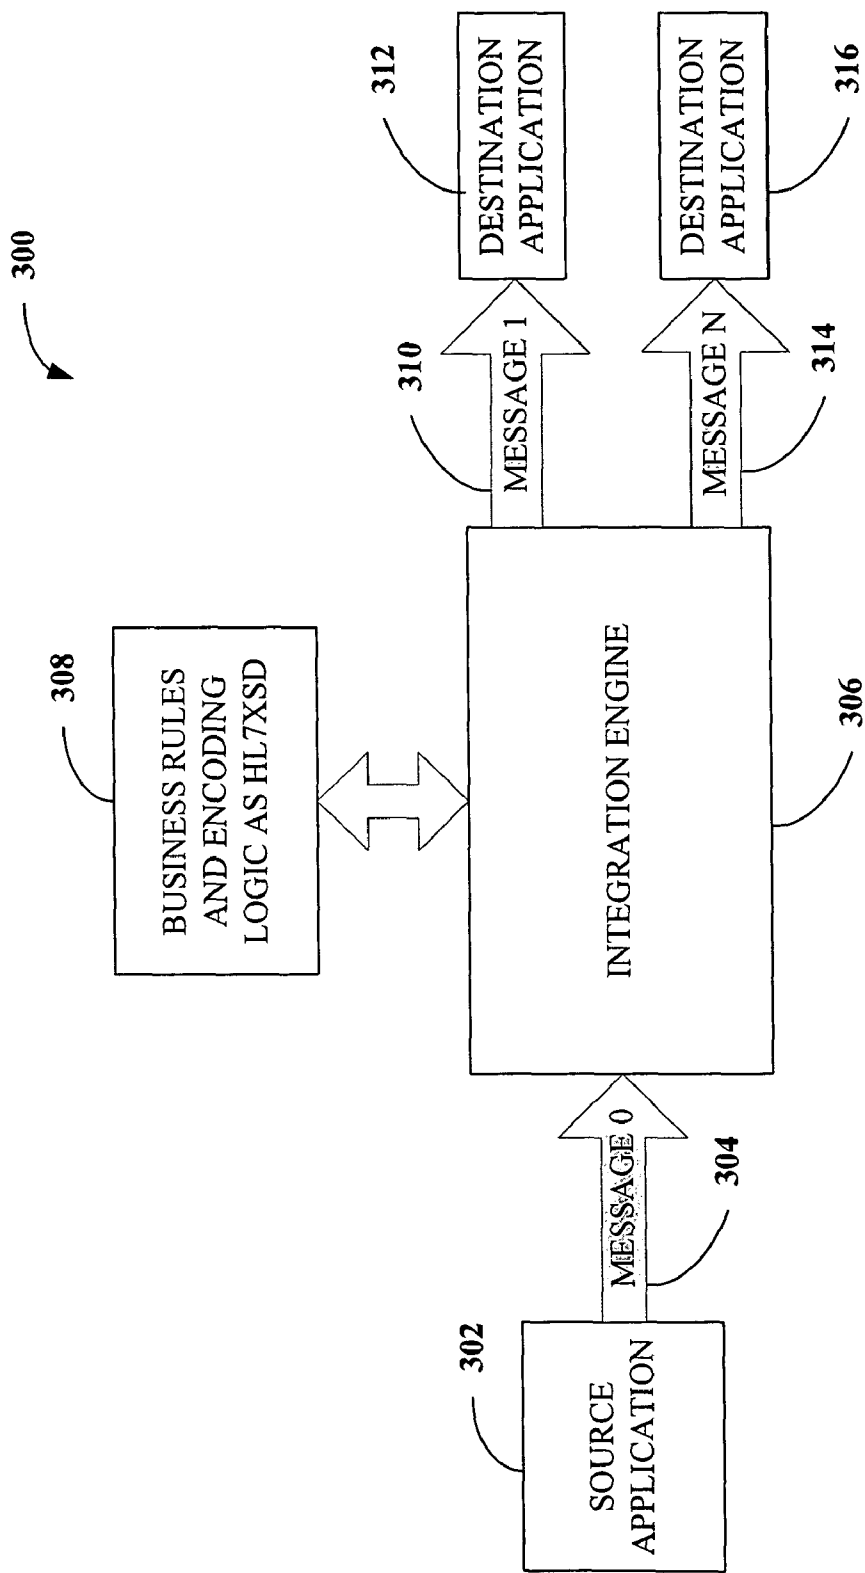 300
308
BUSINESS RULES
AND ENCODING
LOGIC AS HL7XSD
302
SOURCE
APPLICATION
MESSAGE 0
304
INTEGRATION ENGINE
306
310
MESSAGE 1
312
DESTINATION
APPLICATION
MESSAGE N
314
DESTINATION
APPLICATION
316